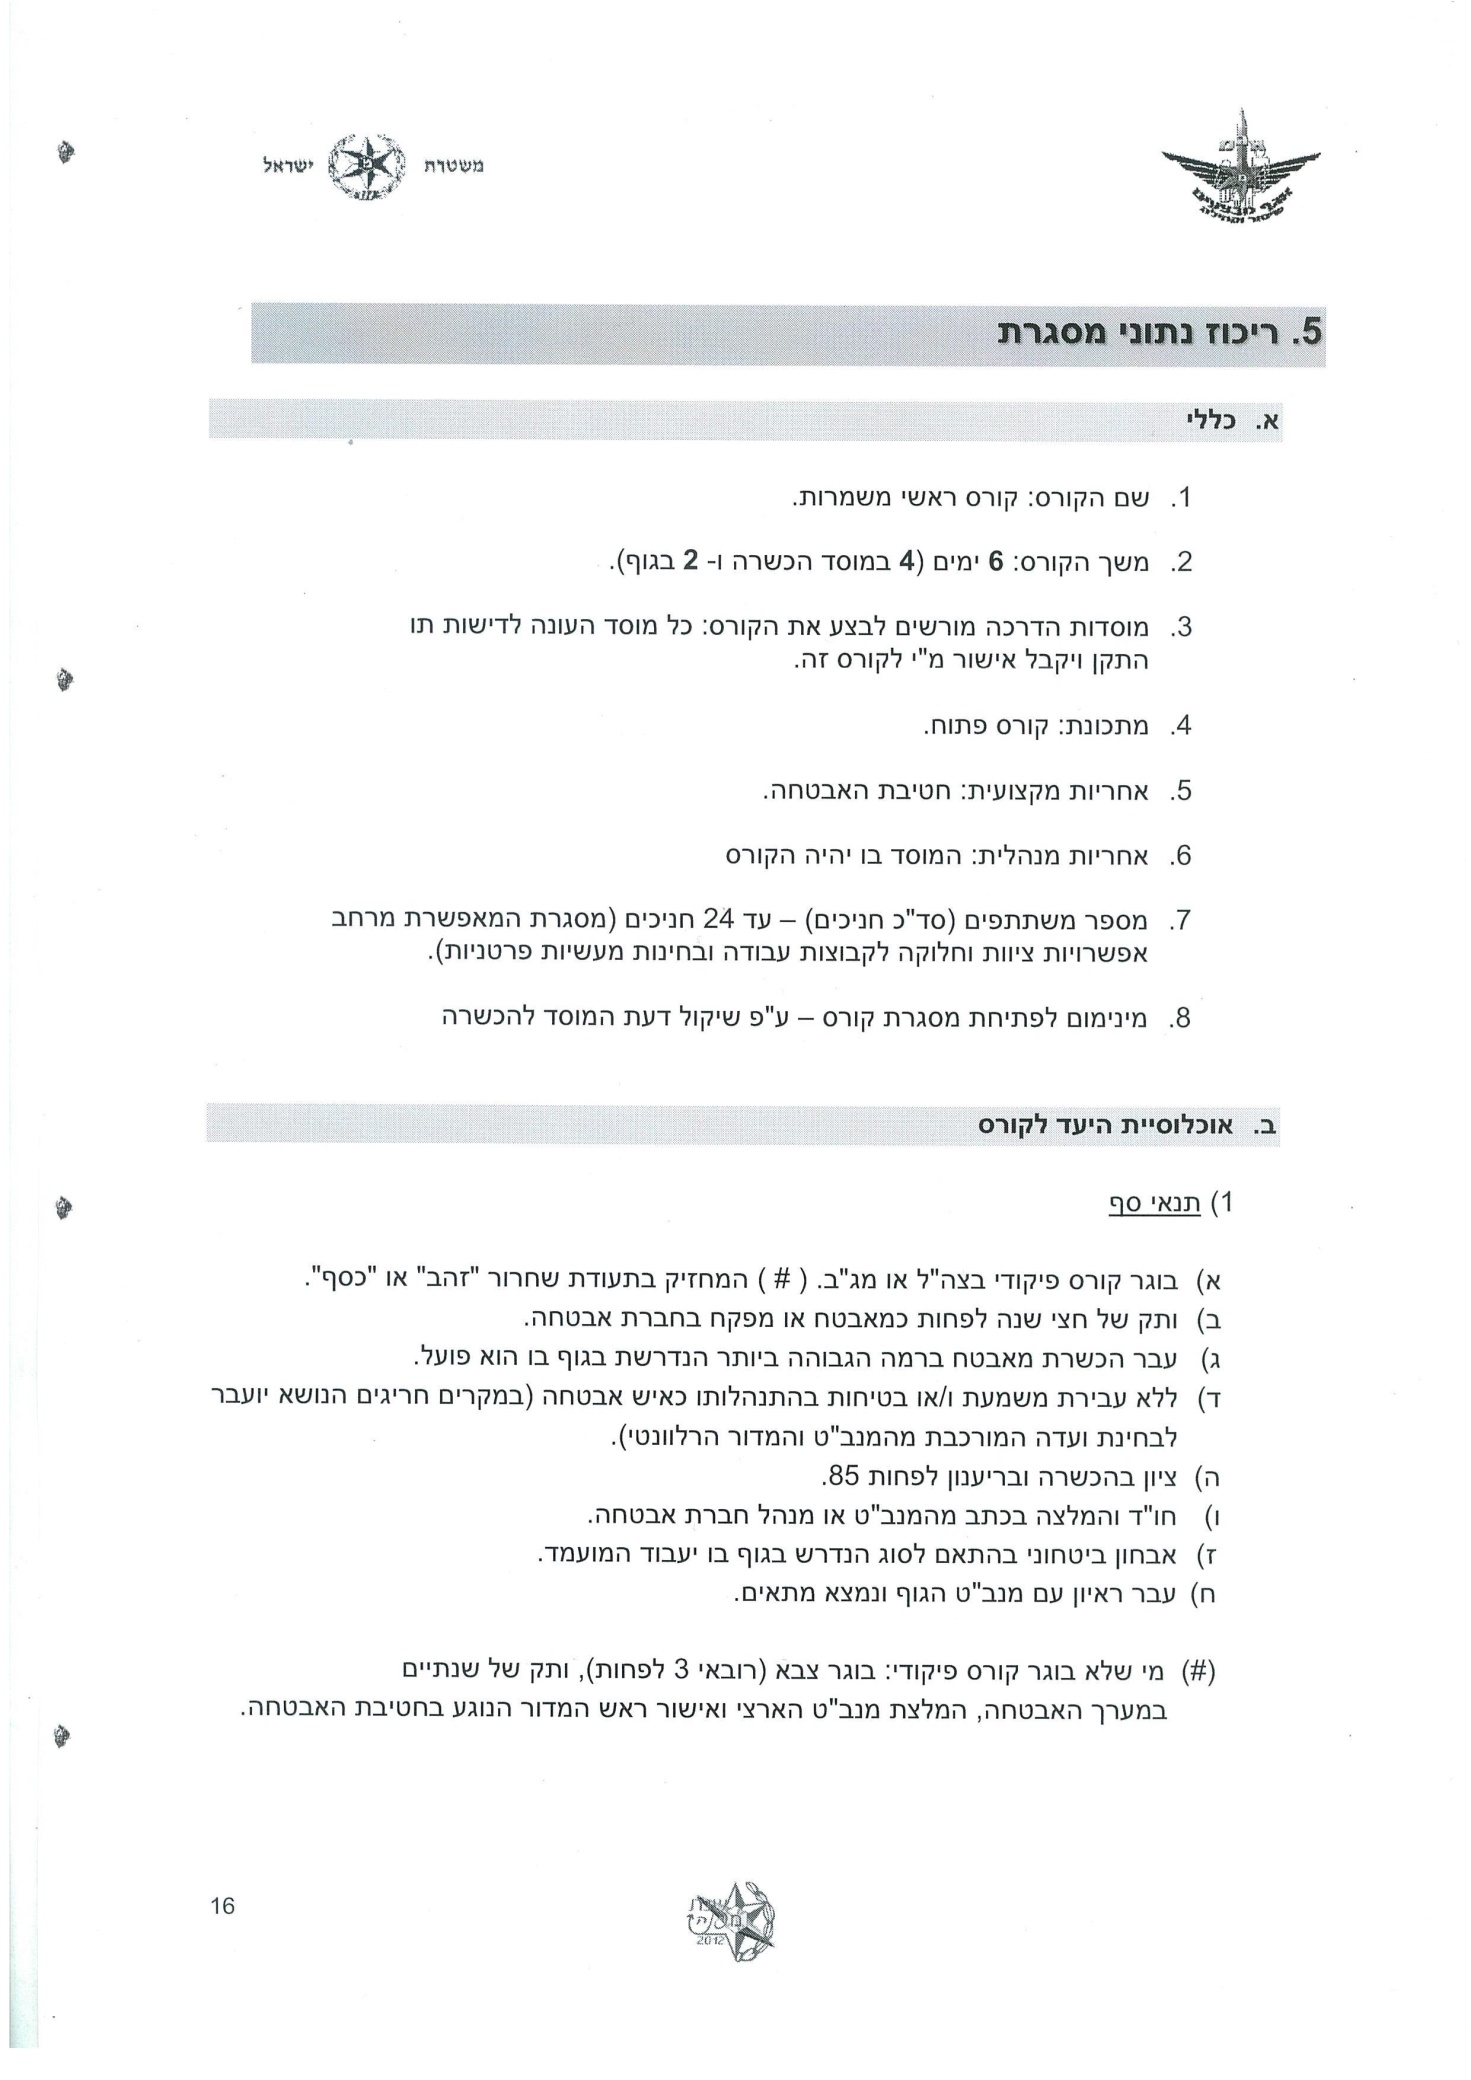 משטרת ישראל
אגף מבצעים
5. ריכוז נתוני מסגרת
א. כללי
1. שם הקורס: קורס ראשי משמרות.
2. משך הקורס: 6 ימים (4 במוסד הכשרה ו- 2 בגוף).
3. מוסדות הדרכה מורשים לבצע את הקורס: כל מוסד העונה לדישות תו
התקן ויקבל אישור מ"י לקורס זה.
4. מתכונת: קורס פתוח.
5. אחריות מקצועית: חטיבת האבטחה.
6. אחריות מנהלית: המוסד בו יהיה הקורס
7. מספר משתתפים (סד"כ חניכים) – עד 24 חניכים (מסגרת המאפשרת מרחב
אפשרויות ציוות וחלוקה לקבוצות עבודה ובחינות מעשיות פרטניות).
8. מינימום לפתיחת מסגרת קורס – ע"פ שיקול דעת המוסד להכשרה
ב. אוכלוסיית היעד לקורס
1) תנאי סף
א) בוגר קורס פיקודי בצה"ל או מג"ב. ( # ) המחזיק בתעודת שחרור "זהב" או "כסף".
ב) ותק של חצי שנה לפחות כמאבטח או מפקח בחברת אבטחה.
ג) עבר הכשרת מאבטח ברמה הגבוהה ביותר הנדרשת בגוף בו הוא פועל.
ד) ללא עבירת משמעת ו/או בטיחות בהתנהלותו כאיש אבטחה (במקרים חריגים הנושא יועבר
לבחינת ועדה המורכבת מהמנב"ט והמדור הרלוונטי).
ה) ציון בהכשרה ובריענון לפחות 85.
ו) חו"ד והמלצה בכתב מהמנב"ט או מנהל חברת אבטחה.
ז) אבחון ביטחוני בהתאם לסוג הנדרש בגוף בו יעבוד המועמד.
ח) עבר ראיון עם מנב"ט הגוף ונמצא מתאים.
(#) מי שלא בוגר קורס פיקודי: בוגר צבא (רובאי 3 לפחות), ותק של שנתיים
במערך האבטחה, המלצת מנב"ט הארצי ואישור ראש המדור הנוגע בחטיבת האבטחה.
2012
16